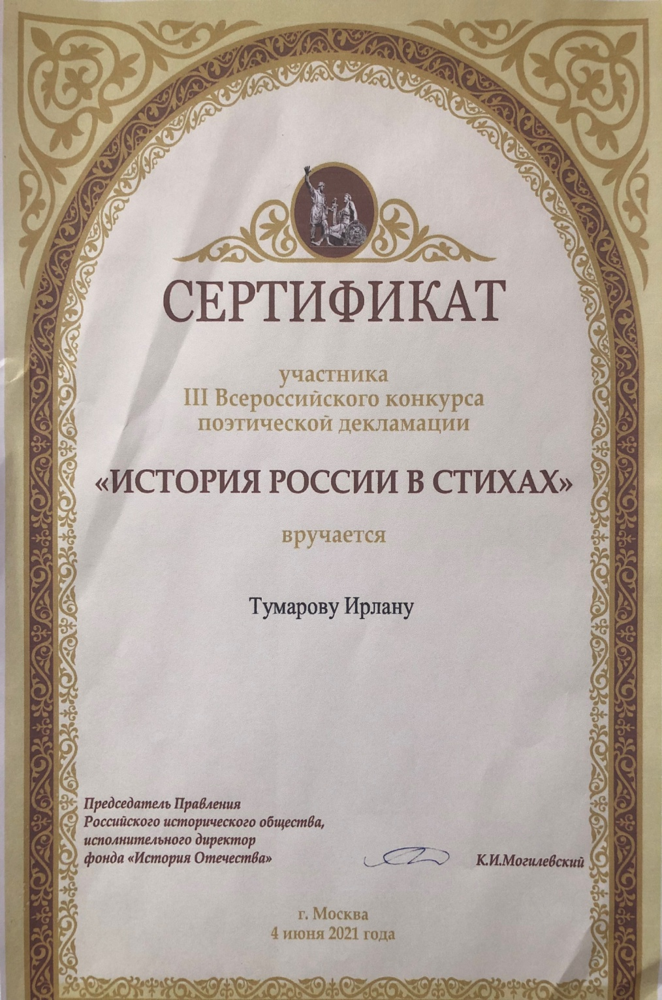 СЕРТИФИКАТ
участника
III Всероссийского конкурса
поэтической декламации
«ИСТОРИЯ РОССИИ В СТИХАХ»
вручается
Тумарову Ирлану
Председатель Правления
Российского исторического общества,
исполнительного директор
фонда «История Отечества»
К.И.Могилевский
г. Москва
4 июня 2021 года